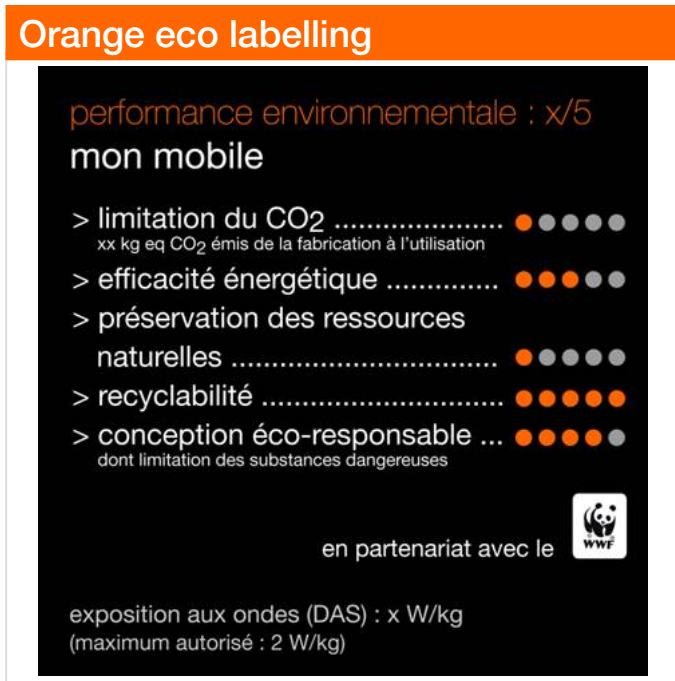 Orange eco labelling
performance environnementale : x/5
mon mobile
> limitation du CO2 .....................
xx kg eq CO2 émis de la fabrication à l'utilisation
> efficacité énergétique ..............
> préservation des ressources
naturelles .................................
> recyclabilité ..............................
> conception éco-responsable ...
dont limitation des substances dangereuses
en partenariat avec le
WWF
exposition aux ondes (DAS) : x W/kg
(maximum autorisé : 2 W/kg)